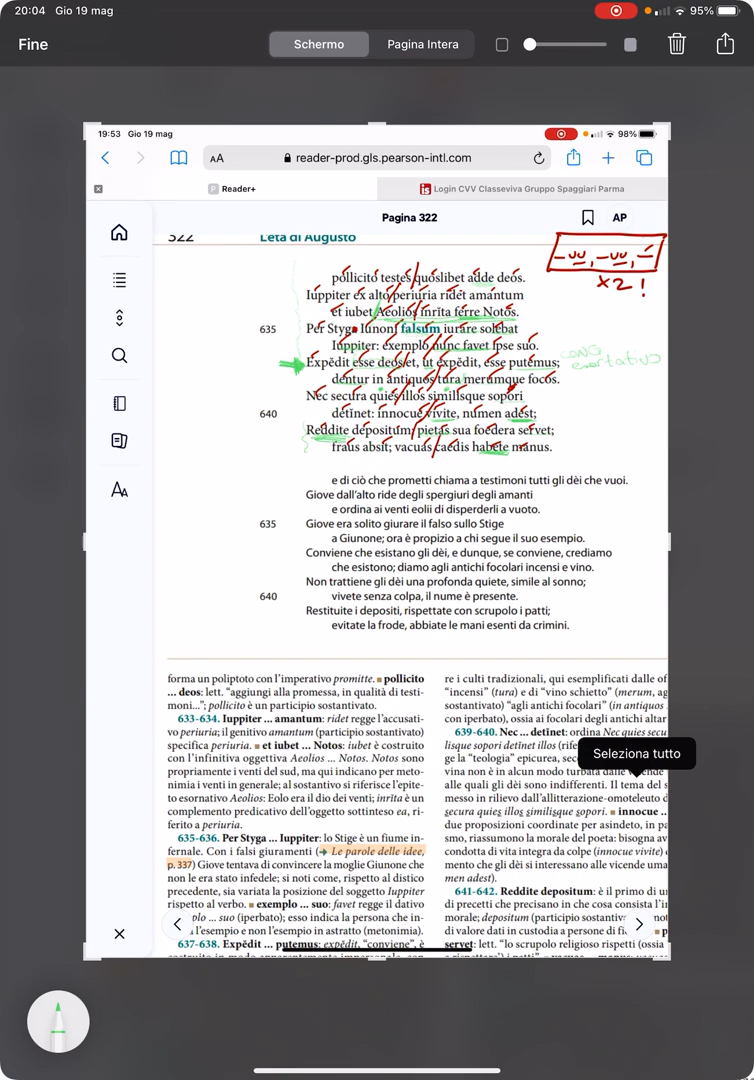 20:04 Gio 19 mag
95%
Fine
Schermo
Pagina Intera
19:53 Gio 19 mag
98%
AA
reader-prod.gls.pearson-intl.com
Reader+
Login CVV Classeviva Gruppo Spaggiari Parma
Pagina 322
AP
322 L'età di Augusto
x2!
pollicito testes quoslibet adde deos.
Iuppiter ex alto periuria ridet amantum
et iubet Aeolios inrita ferre Notos.
635 Per Styga Iunoni falsum iurare solebat
Iuppiter: exemplo nunc favet ipse suo.
Expĕdit esse deos, et, ut expĕdit, esse putemus;
dentur in antiquos tura merumque focos.
CONG
esortativo
Nec secura quies illos similisque sopori
640 detĭnet: innocue vivite, numen adest;
Reddite depositum; piĕtas sua foedera servet;
fraus absit; vacuas caedis habete manus.
e di ciò che prometti chiama a testimoni tutti gli dèi che vuoi.
Giove dall'alto ride degli spergiuri degli amanti
e ordina ai venti eolii di disperderli a vuoto.
635 Giove era solito giurare il falso sullo Stige
a Giunone; ora è propizio a chi segue il suo esempio.
Conviene che esistano gli dèi, e dunque, se conviene, crediamo
che esistono; diamo agli antichi focolari incensi e vino.
Non trattiene gli dèi una profonda quiete, simile al sonno;
640 vivete senza colpa, il nume è presente.
Restituite i depositi, rispettate con scrupolo i patti;
evitate la frode, abbiate le mani esenti da crimini.
forma un poliptoto con l'imperativo promitte. ■ pollicito
... deos: lett. "aggiungi alla promessa, in qualità di testi-
moni...”; pollicito è un participio sostantivato.
633-634. Iuppiter ... amantum: ridet regge l'accusati-
vo periuria; il genitivo amantum (participio sostantivato)
specifica periuria. ■ et iubet ... Notos: iubet è costruito
con l'infinitiva oggettiva Aeolios ... Notos. Notos sono
propriamente i venti del sud, ma qui indicano per meto-
nimia i venti in generale; al sostantivo si riferisce l'epite-
to esornativo Aeolios: Eolo era il dio dei venti; inrĭta è un
complemento predicativo dell'oggetto sottinteso ea, ri-
ferito a periuria.
635-636. Per Styga ... Iuppiter: lo Stige è un fiume in-
fernale. Con i falsi giuramenti (➔ Le parole delle idee,
p. 337) Giove tentava di convincere la moglie Giunone che
non le era stato infedele; si noti come, rispetto al distico
precedente, sia variata la posizione del soggetto Iuppiter
rispetto al verbo. ■ exemplo ... suo: favet regge il dativo
plo ... suo (iperbato); esso indica la persona che in-
l'esempio e non l'esempio in astratto (metonimia).
637-638. Expĕdit ... putemus: expĕdit, "conviene", è
re i culti tradizionali, qui esemplificati dalle of
"incensi" (tura) e di "vino schietto" (merum, ag
sostantivato) "agli antichi focolari" (in antiquos
con iperbato), ossia ai focolari degli antichi altar
639-640. Nec ... detĭnet: ordina Nec quies secu
lisque sopori detĭnet illos (rife
ge la "teologia" epicurea, sec
vina non è in alcun modo turbata dalle vicende
alle quali gli dèi sono indifferenti. Il tema del s
messo in rilievo dall'allitterazione-omoteleuto d
secura quies illos similisque sopori. ■ innocue ...
due proposizioni coordinate per asindeto, in pa
smo, riassumono la morale del poeta: bisogna av
condotta di vita integra da colpe (innocue vivite)
mento che gli dèi si interessano alle vicende uma
men adest).
641-642. Reddite depositum: è il primo di un
di precetti che precisano in che cosa consista l'i
morale; depositum (participio sostantiv
di valore dati in custodia a persone di fi
servet: lett. "lo scrupolo religioso rispetti (ossia
Seleziona tutto